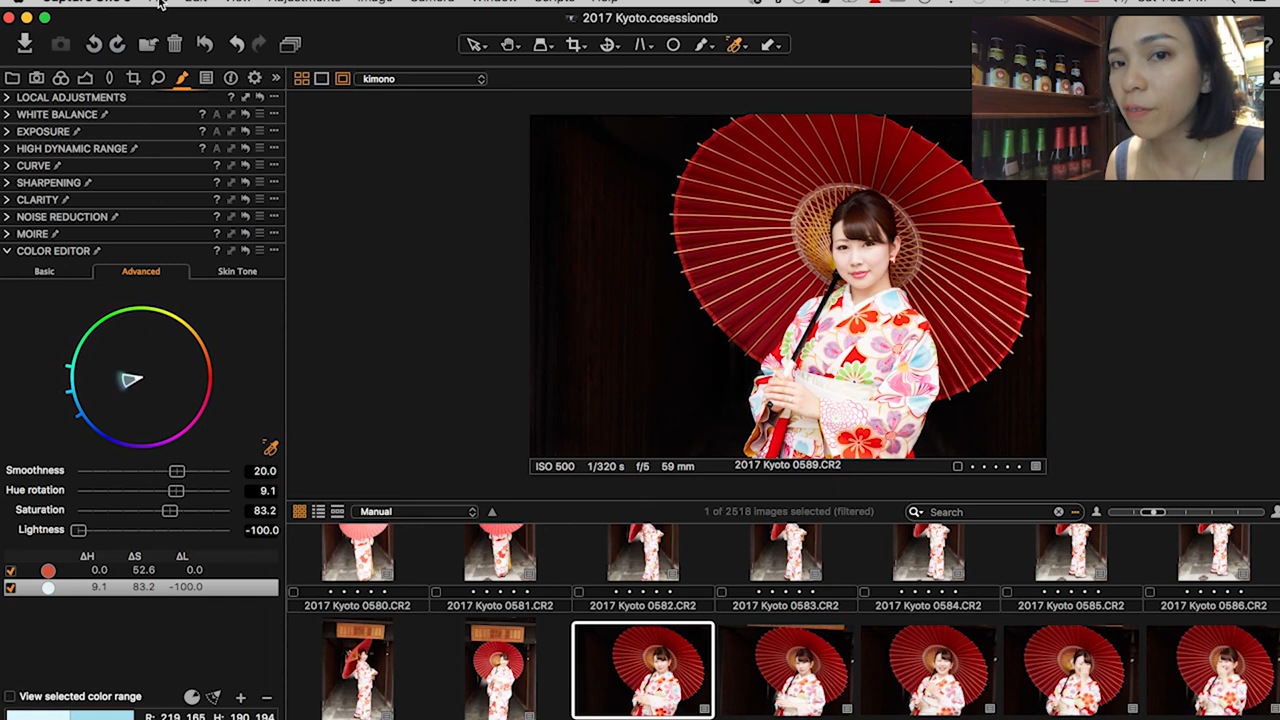 2017 Kyoto.cosessiondb
kimono
LOCAL ADJUSTMENTS
WHITE BALANCE
EXPOSURE
HIGH DYNAMIC RANGE
CURVE
SHARPENING
CLARITY
NOISE REDUCTION
MOIRE
COLOR EDITOR
Basic Advanced Skin Tone
Smoothness 20.0
Hue rotation 9.1
Saturation 83.2
Lightness -100.0
ΔH ΔS ΔL
0.0 52.6 0.0
9.1 83.2 -100.0
View selected color range
R: 219 165 H: 190 194
ISO 500 1/320 s f/5 59 mm 2017 Kyoto 0589.CR2
Manual 1 of 2518 images selected (filtered) Search
2017 Kyoto 0580.CR2 2017 Kyoto 0581.CR2 2017 Kyoto 0582.CR2 2017 Kyoto 0583.CR2 2017 Kyoto 0584.CR2 2017 Kyoto 0585.CR2 2017 Kyoto 0586.CR2